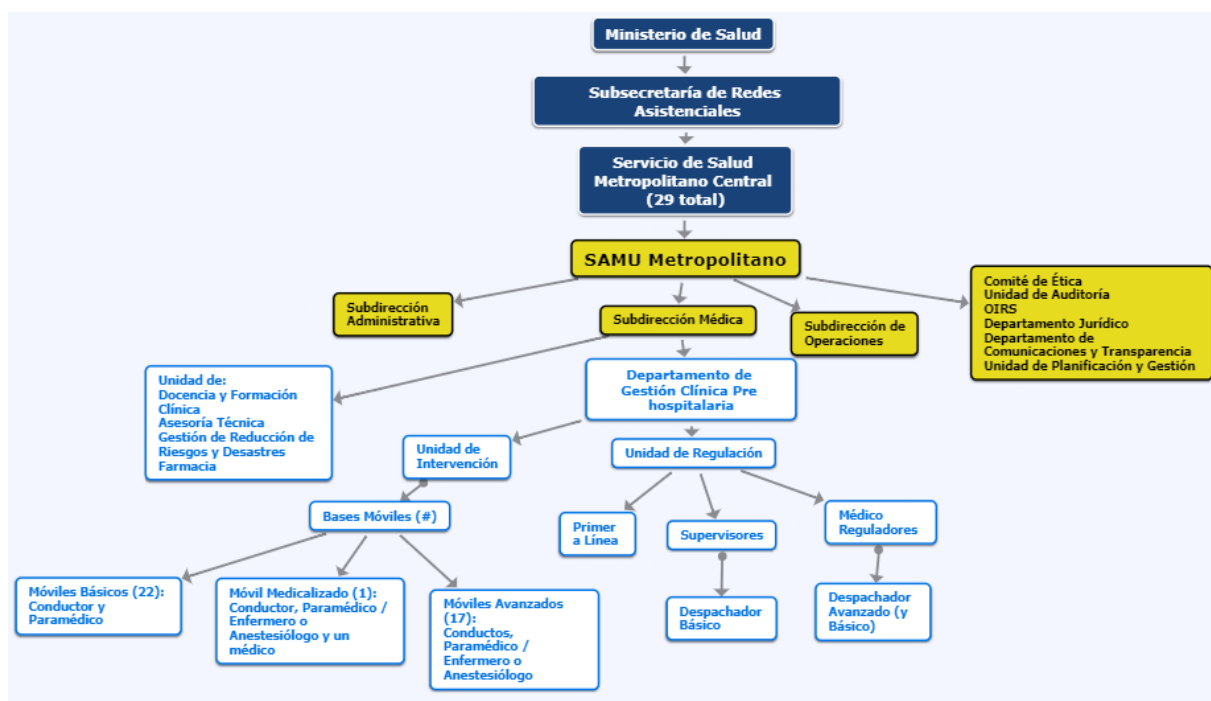 Ministerio de Salud
Subsecretaría de Redes
Asistenciales
Servicio de Salud
Metropolitano Central
(29 total)
SAMU Metropolitano
Subdirección
Administrativa
Subdirección Médica
Subdirección de
Operaciones
Comité de Ética
Unidad de Auditoría
OIRS
Departamento Jurídico
Departamento de
Comunicaciones y Transparencia
Unidad de Planificación y Gestión
Unidad de:
Docencia y Formación
Clínica
Asesoría Técnica
Gestión de Reducción de
Riesgos y Desastres
Farmacia
Departamento de
Gestión Clínica Pre
hospitalaria
Unidad de
Intervención
Unidad de Regulación
Bases Móviles (#)
Primer
a Línea
Supervisores
Médico
Reguladores
Móviles Básicos (22):
Conductor y
Paramédico
Móvil Medicalizado (1):
Conductor, Paramédico /
Enfermero o
Anestesiólogo y un
médico
Móviles Avanzados
(17):
Conductos,
Paramédico /
Enfermero o
Anestesiólogo
Despachador
Básico
Despachador
Avanzado (y
Básico)